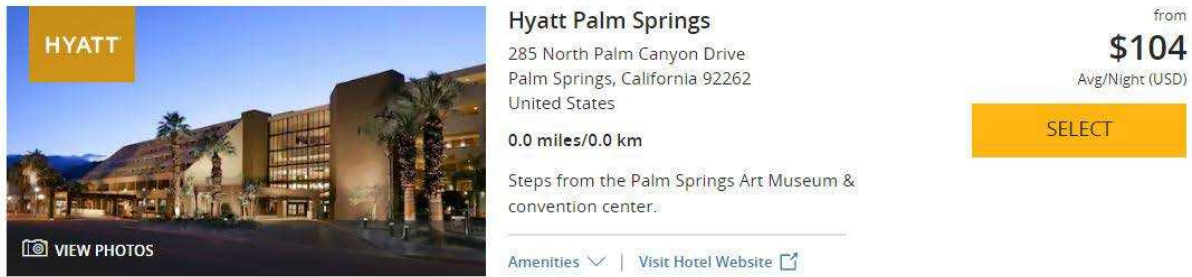 HYATT
VIEW PHOTOS
Hyatt Palm Springs
285 North Palm Canyon Drive
Palm Springs, California 92262
United States
0.0 miles/0.0 km
Steps from the Palm Springs Art Museum &
convention center.
Amenities | Visit Hotel Website
from
$104
Avg/Night (USD)
SELECT